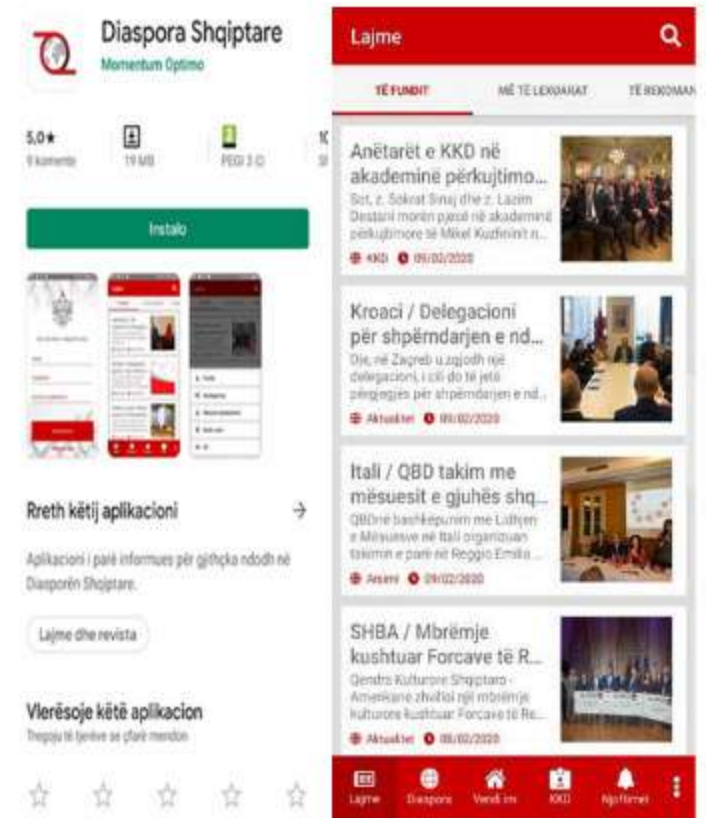 Diaspora Shqiptare
Momentum Optimo
5,0★
9 komente
19 MB
PEGI 3
Instalo
Rreth këtij aplikacioni
Aplikacioni i parë informues për gjithçka ndodh në
Diasporën Shqiptare.
Lajme dhe revista
Vlerësoje këtë aplikacion
Tregoju të tjerëve se çfarë mendon
Lajme
TË FUNDIT
MË TË LEXUARAT
TË REKOMAN
Anëtarët e KKD në
akademinë përkujtimo...
Sot, z. Sokrat Sinaj dhe z. Lazim
Destani morën pjesë në akademinë
përkujtimore të Mikel
KKD 09/02/2020
Kroaci / Delegacioni
për shpërndarjen e nd...
Dje, në Zagreb u zgjodh një
delegacioni, i cili do të jetë
përgjegjës për shpërndarjen e nd...
Aktualitet 09/02/2020
Itali / QBD takim me
mësuesit e gjuhës shq...
QBD në bashkëpunim me Lidhjen
e Mësuesve në Itali organizuan
takimin e parë në Reggio Emilia ...
Arsimi 09/02/2020
SHBA / Mbrëmje
kushtuar Forcave të R...
Qendra Kulturore Shqiptaro -
Amerikane zhvilloi një mbrëmje
kulturore kushtuar Forcave të Re...
Aktualitet 08/02/2020
Lajme
Diaspora
Vendi im
KKD
Njoftimet